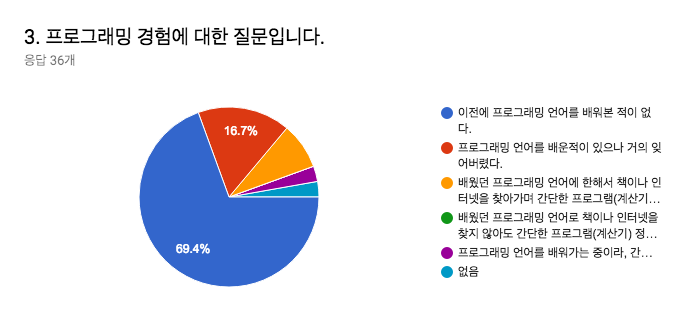 3. 프로그래밍 경험에 대한 질문입니다.
응답 36개
16.7%
69.4%
이전에 프로그래밍 언어를 배워본 적이 없
다.
프로그래밍 언어를 배운적이 있으나 거의 잊
어버렸다.
배웠던 프로그래밍 언어에 한해서 책이나 인
터넷을 찾아가며 간단한 프로그램(계산기…
배웠던 프로그래밍 언어로 책이나 인터넷을
찾지 않아도 간단한 프로그램(계산기) 정…
프로그래밍 언어를 배워가는 중이라, 간…
없음